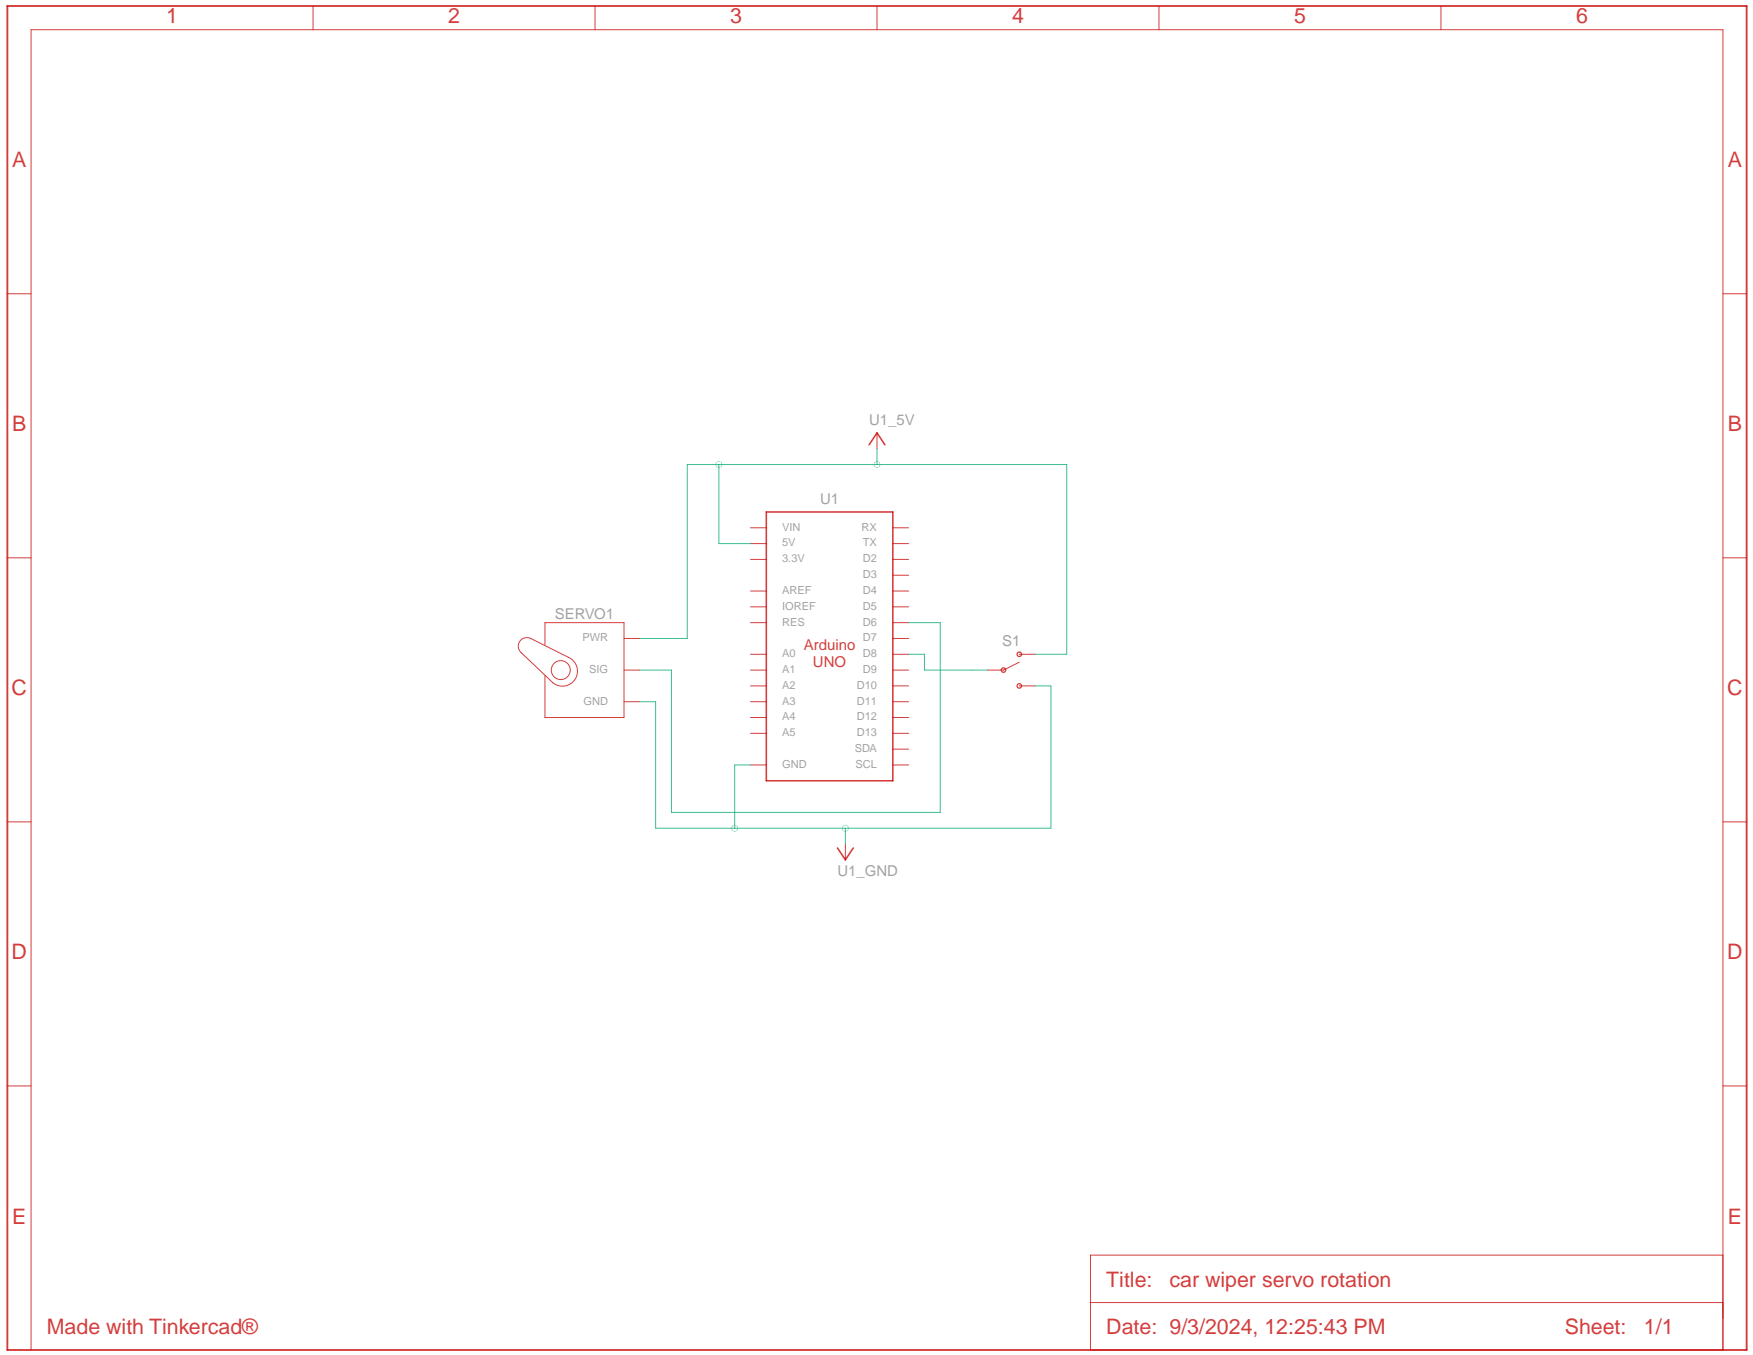 1 2 3 4 5 6
A A
B B
U1_5V
U1
VIN RX
5V TX
3.3V D2
D3
AREF D4
IOREF D5
RES D6
D7
A0 D8
A1 D9
A2 D10
A3 D11
A4 D12
A5 D13
SDA
GND SCL
Arduino
UNO
SERVO1
PWR
SIG
GND
S1
C C
U1_GND
D D
E E
Title: car wiper servo rotation
Date: 9/3/2024, 12:25:43 PM Sheet: 1/1
Made with Tinkercad®